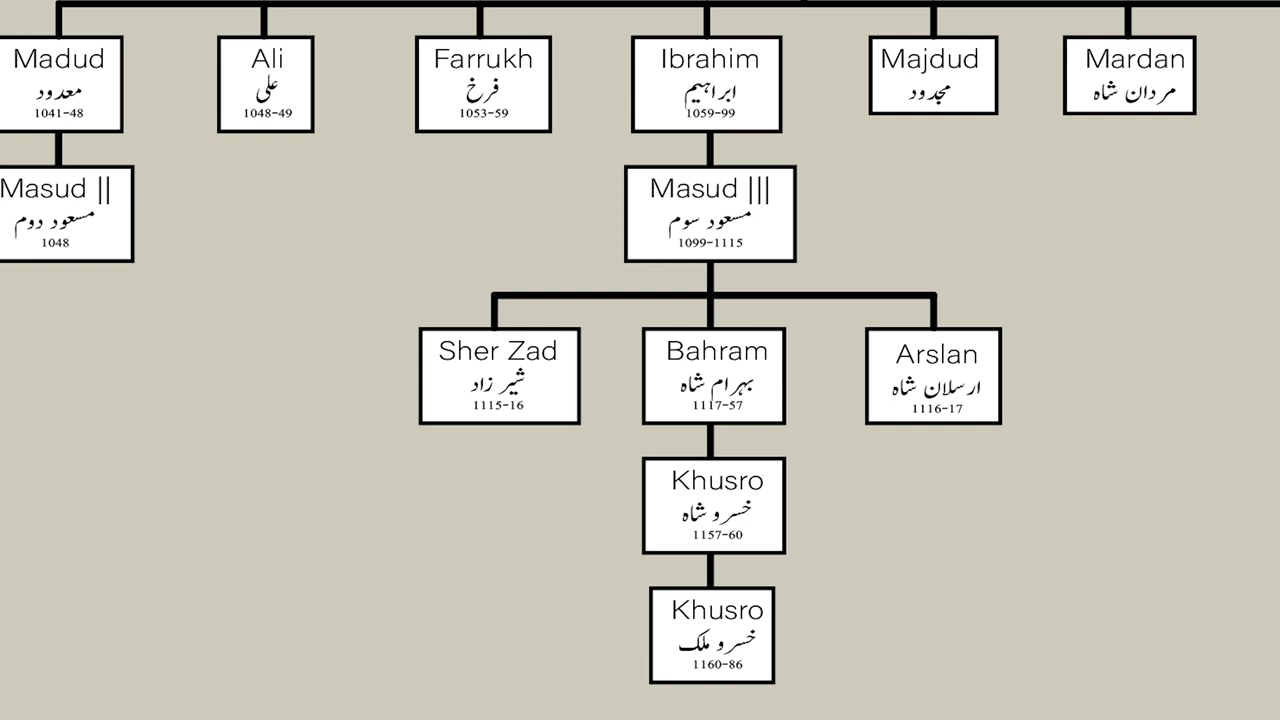 Madud
معدود
1041-48
Ali
علی
1048-49
Farrukh
فرخ
1053-59
Ibrahim
ابراہیم
1059-99
Majdud
مجدود
Mardan
مردان شاہ
Masud ||
مسعود دوم
1048
Masud |||
مسعود سوم
1099-1115
Sher Zad
شیر زاد
1115-16
Bahram
بہرام شاہ
1117-57
Arslan
ارسلان شاہ
1116-17
Khusro
خسرو شاہ
1157-60
Khusro
خسرو ملک
1160-86